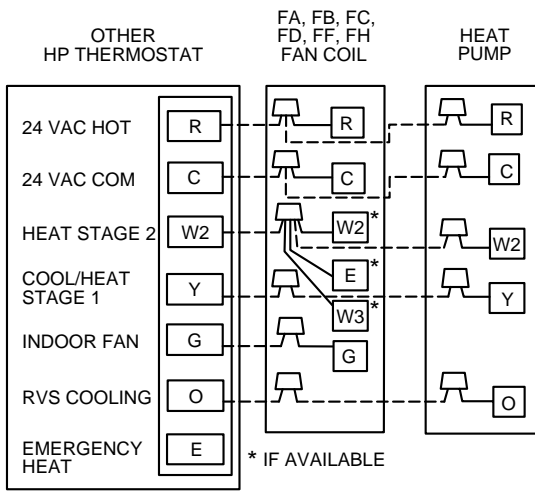 OTHER
HP THERMOSTAT
FA, FB, FC,
FD, FF, FH
FAN COIL
HEAT
PUMP
24 VAC HOT R R R
24 VAC COM C C C
HEAT STAGE 2 W2 W2 * W2
E *
COOL/HEAT
STAGE 1 Y Y
W3 *
INDOOR FAN G G
RVS COOLING O O
EMERGENCY
HEAT E
* IF AVAILABLE